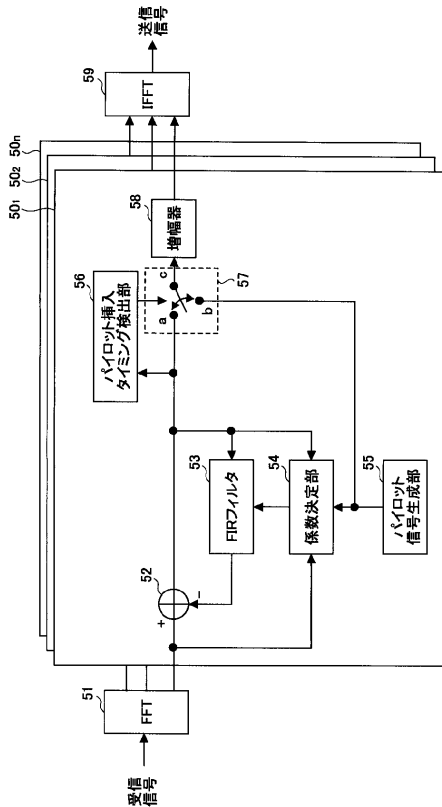 受信
信号
51
FFT
52
+
−
53
FIRフィルタ
54
係数決定部
55
パイロット
信号生成部
56
パイロット挿入
タイミング検出部
57
a
b
c
58
増幅器
50₁
50₂
50n
59
IFFT
送信
信号